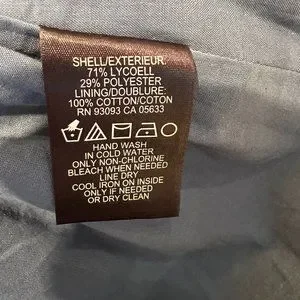 SHELL/EXTERIEUR:
71% LYCOELL
29% POLYESTER
LINING/DOUBLURE:
100% COTTON/COTON
RN 93093 CA 05633
HAND WASH
IN COLD WATER
ONLY NON-CHLORINE
BLEACH WHEN NEEDED
LINE DRY
COOL IRON ON INSIDE
ONLY IF NEEDED
OR DRY CLEAN